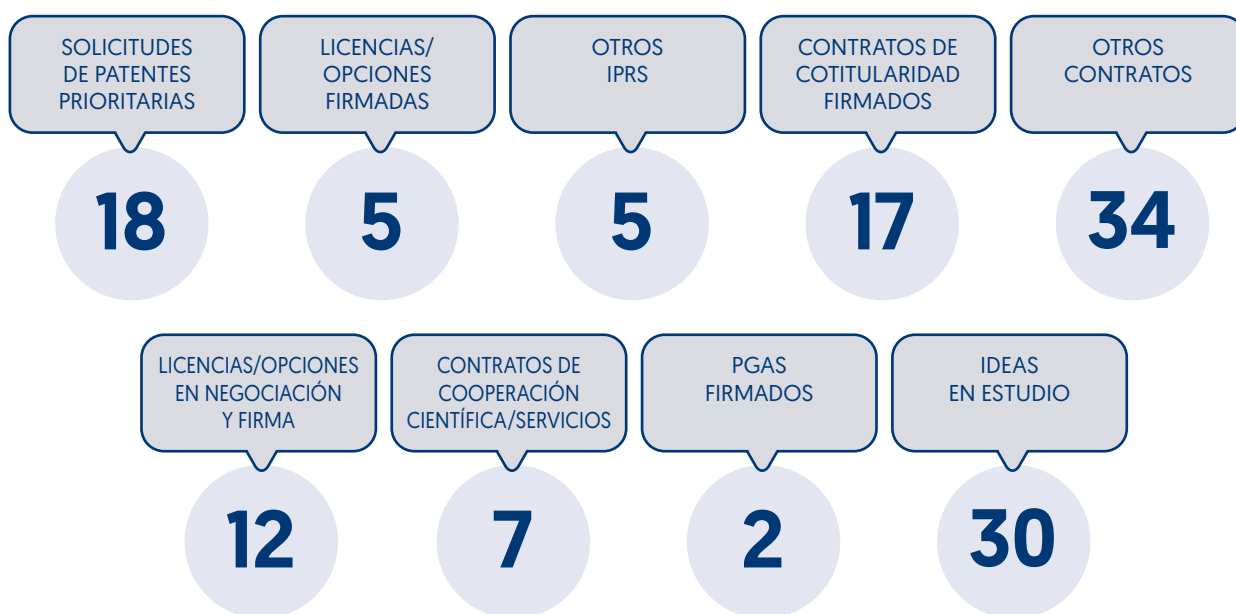 SOLICITUDES
DE PATENTES
PRIORITARIAS
18
LICENCIAS/
OPCIONES
FIRMADAS
5
OTROS
IPRS
5
CONTRATOS DE
COTITULARIDAD
FIRMADOS
17
OTROS
CONTRATOS
34
LICENCIAS/OPCIONES
EN NEGOCIACIÓN
Y FIRMA
12
CONTRATOS DE
COOPERACIÓN
CIENTÍFICA/SERVICIOS
7
PGAS
FIRMADOS
2
IDEAS
EN ESTUDIO
30